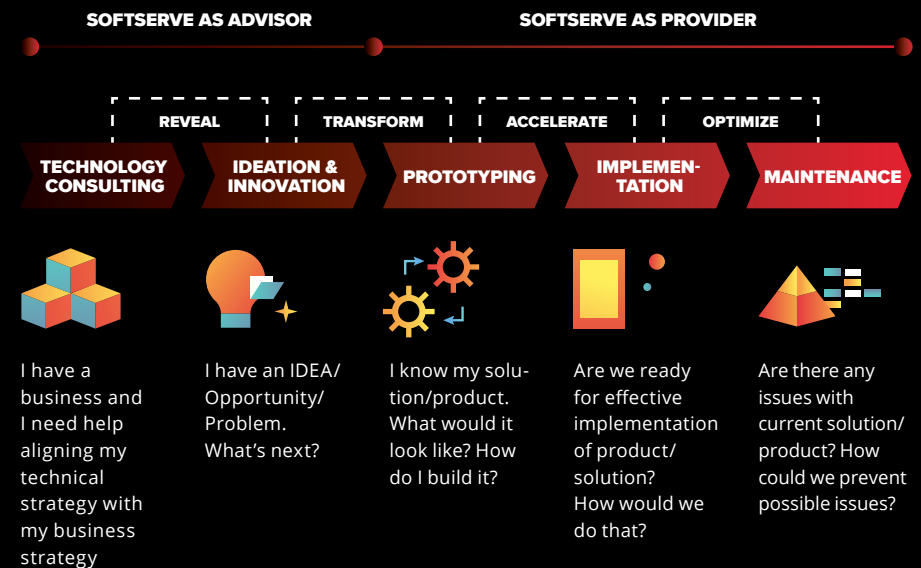 SOFTSERVE AS ADVISOR
SOFTSERVE AS PROVIDER
REVEAL
TRANSFORM
ACCELERATE
OPTIMIZE
TECHNOLOGY
CONSULTING
IDEATION &
INNOVATION
PROTOTYPING
IMPLEMEN-
TATION
MAINTENANCE
I have a
business and
I need help
aligning my
technical
strategy with
my business
strategy
I have an IDEA/
Opportunity/
Problem.
What's next?
I know my solu-
tion/product.
What would it
look like? How
do I build it?
Are we ready
for effective
implementation
of product/
solution?
How would we
do that?
Are there any
issues with
current solution/
product? How
could we prevent
possible issues?